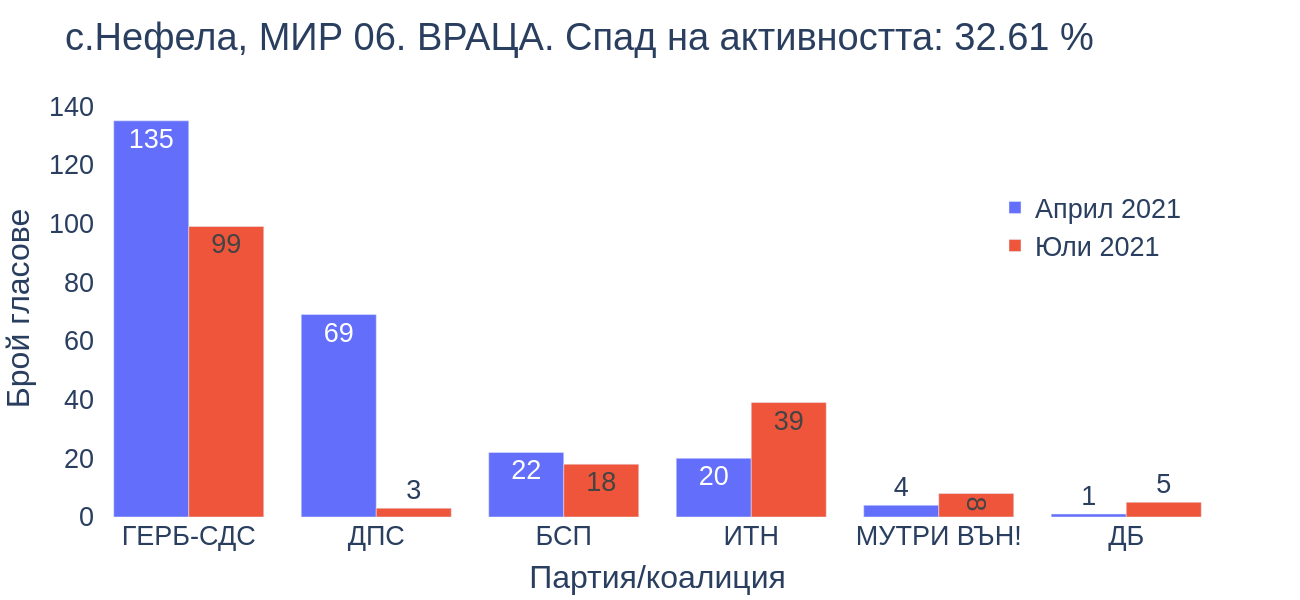 с.Нефела, МИР 06. ВРАЦА. Спад на активността: 32.61 %
140
120
100
80
60
40
20
0
Брой гласове
135
99
69
3
22
18
20
39
4
8
1
5
Април 2021
Юли 2021
ГЕРБ-СДС
ДПС
БСП
ИТН
МУТРИ ВЪН!
ДБ
Партия/коалиция